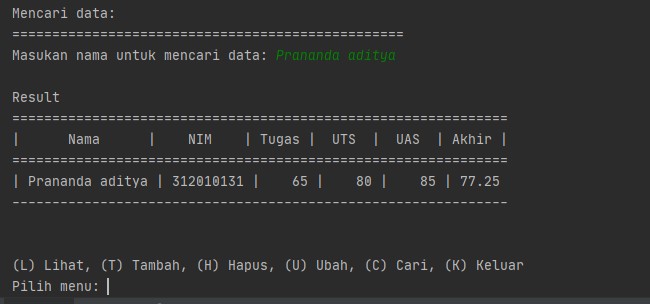 Mencari data:
=================================================
Masukan nama untuk mencari data: Prananda aditya
Result
==============================================================
|      Nama      |    NIM    | Tugas |  UTS  |  UAS  | Akhir |
==============================================================
| Prananda aditya | 312010131 |    65 |    80 |    85 | 77.25
--------------------------------------------------------------
(L) Lihat, (T) Tambah, (H) Hapus, (U) Ubah, (C) Cari, (K) Keluar
Pilih menu: